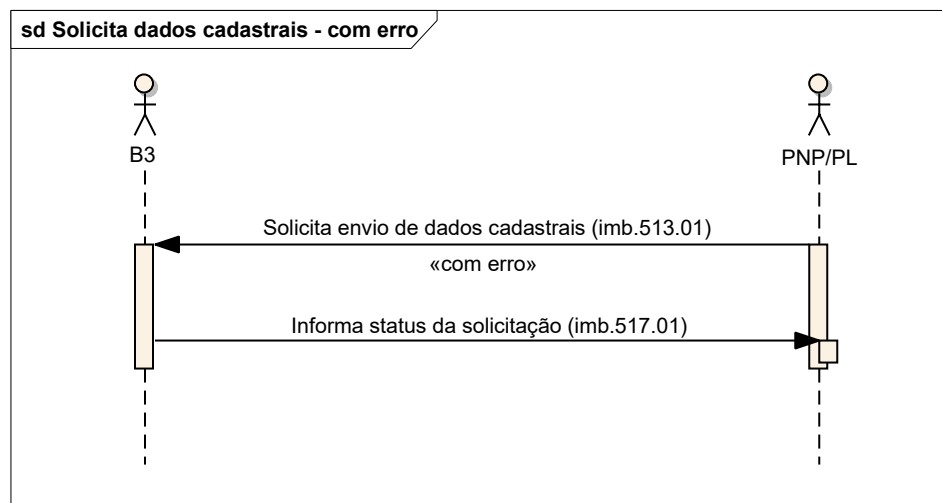 sd Solicita dados cadastrais - com erro
B3
PNP/PL
Solicita envio de dados cadastrais (imb.513.01)
«com erro»
Informa status da solicitação (imb.517.01)